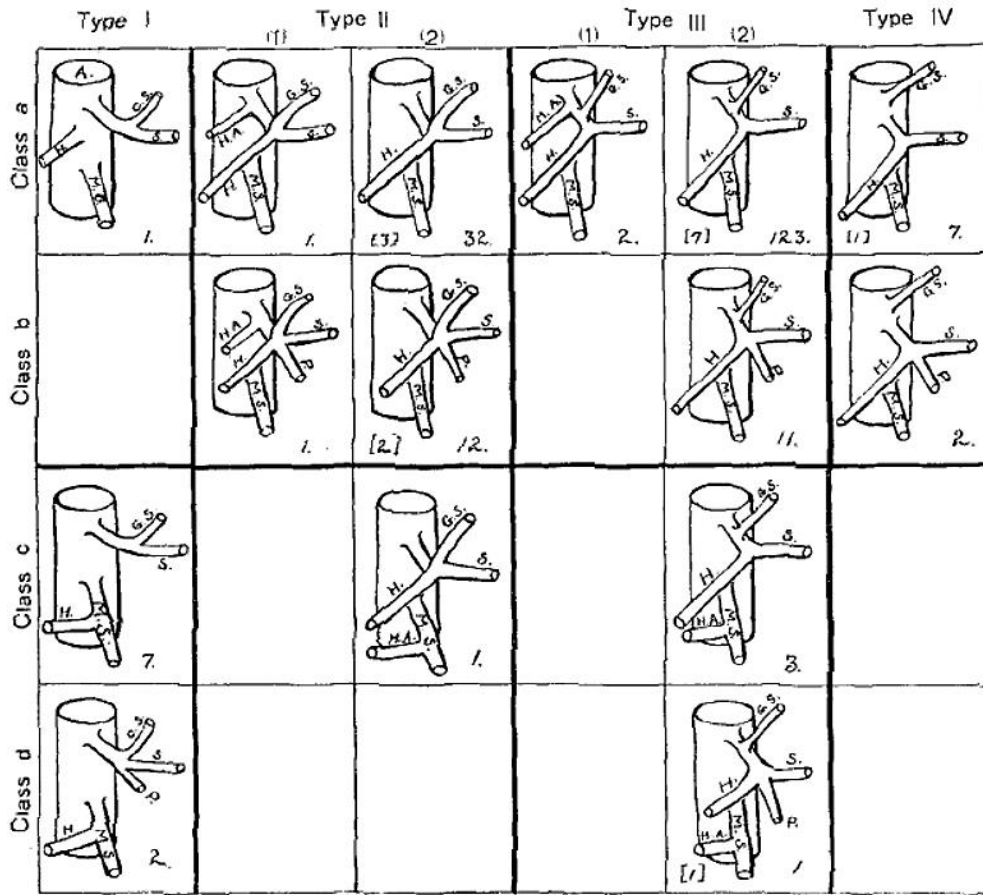 Type I Type II Type III Type IV
(1) (2) (1) (2)
Class a
A. G.S. S. H. M.S. 1.
G.S. S. H.A. H. M.S. 1.
G.S. S. H. M.S. [3] 32.
G.S. H.A. S. H. 2.
G.S. S. H. M.S. [7] 123.
G.S. S. H. M.S. [1] 7.
Class b
G.S. H.A. S. H. P. M.S. 1.
G.S. S. H. P. M.S. [2] 12.
G.S. S. H P. M.S. 11.
G.S. S. H. P. M.S. 2.
Class c
G.S. S. H. M.S. 7.
G.S. S. H. M.S. H.A. 1.
G.S. S. H. H.A. M.S. 3.
Class d
G.S. S. P. H. M.S. 2.
G.S. S. H. P. H.A. M.S. [1] 1